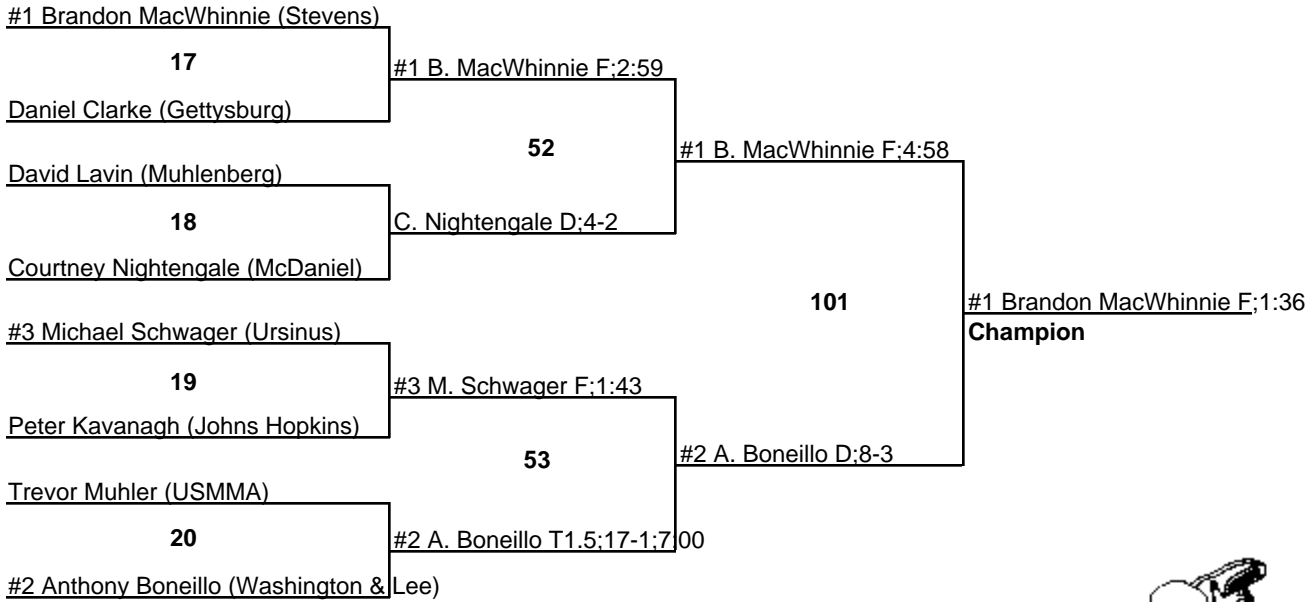 #1 Brandon MacWhinnie (Stevens)
17
#1 B. MacWhinnie F;2:59
Daniel Clarke (Gettysburg)
52
#1 B. MacWhinnie F;4:58
David Lavin (Muhlenberg)
18
C. Nightengale D;4-2
Courtney Nightengale (McDaniel)
101
#1 Brandon MacWhinnie F;1:36
Champion
#3 Michael Schwager (Ursinus)
19
#3 M. Schwager F;1:43
Peter Kavanagh (Johns Hopkins)
53
#2 A. Boneillo D;8-3
Trevor Muhler (USMMA)
20
#2 A. Boneillo T1.5;17-1;7:00
#2 Anthony Boneillo (Washington & Lee)